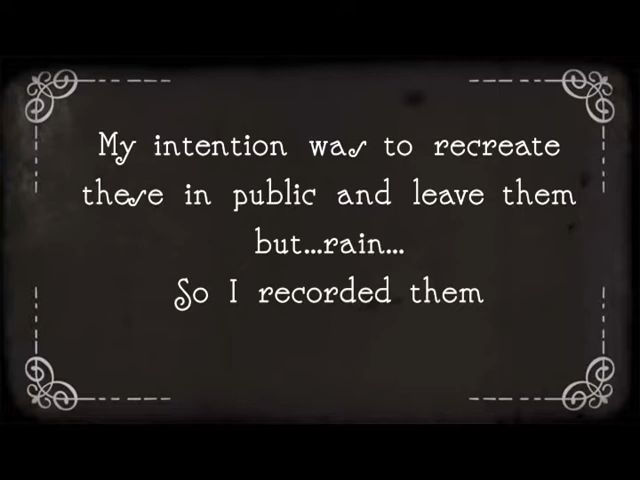 My intention was to recreate
these in public and leave them
but...rain...
So I recorded them